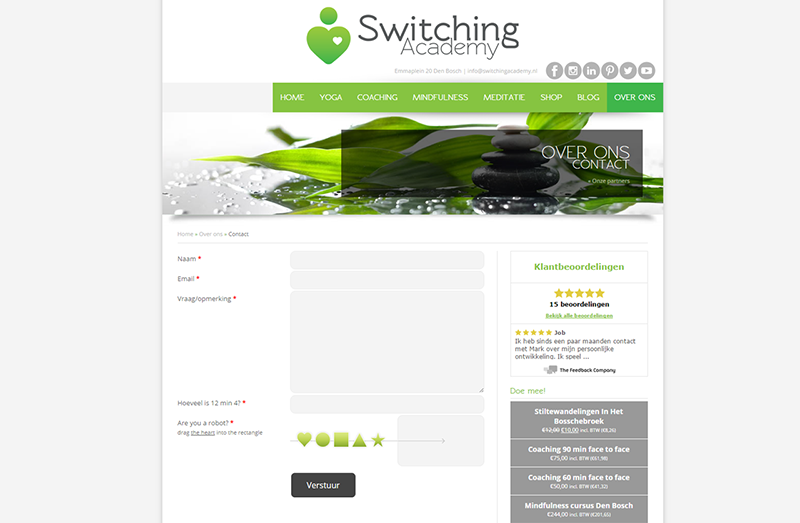 Switching
Academy
Emmaplein 20 Den Bosch | info@switchingacademy.nl
HOME YOGA COACHING MINDFULNESS MEDITATIE SHOP BLOG OVER ONS
OVER ONS
CONTACT
» Onze partners
Home » Over ons » Contact
Naam *
Email *
Vraag/opmerking *
Hoeveel is 12 min 4? *
Are you a robot? *
drag the heart into the rectangle
Verstuur
Klantbeoordelingen
15 beoordelingen
Bekijk alle beoordelingen
Job
Ik heb sinds een paar maanden contact
met Mark over mijn persoonlijke
ontwikkeling. Ik speel ...
The Feedback Company
Doe mee!
Stiltewandelingen In Het
Bosschebroek
€12,00 €10,00 incl. BTW (€8,26)
Coaching 90 min face to face
€75,00 incl. BTW (€61,98)
Coaching 60 min face to face
€50,00 incl. BTW (€41,32)
Mindfulness cursus Den Bosch
€244,00 incl. BTW (€201,65)